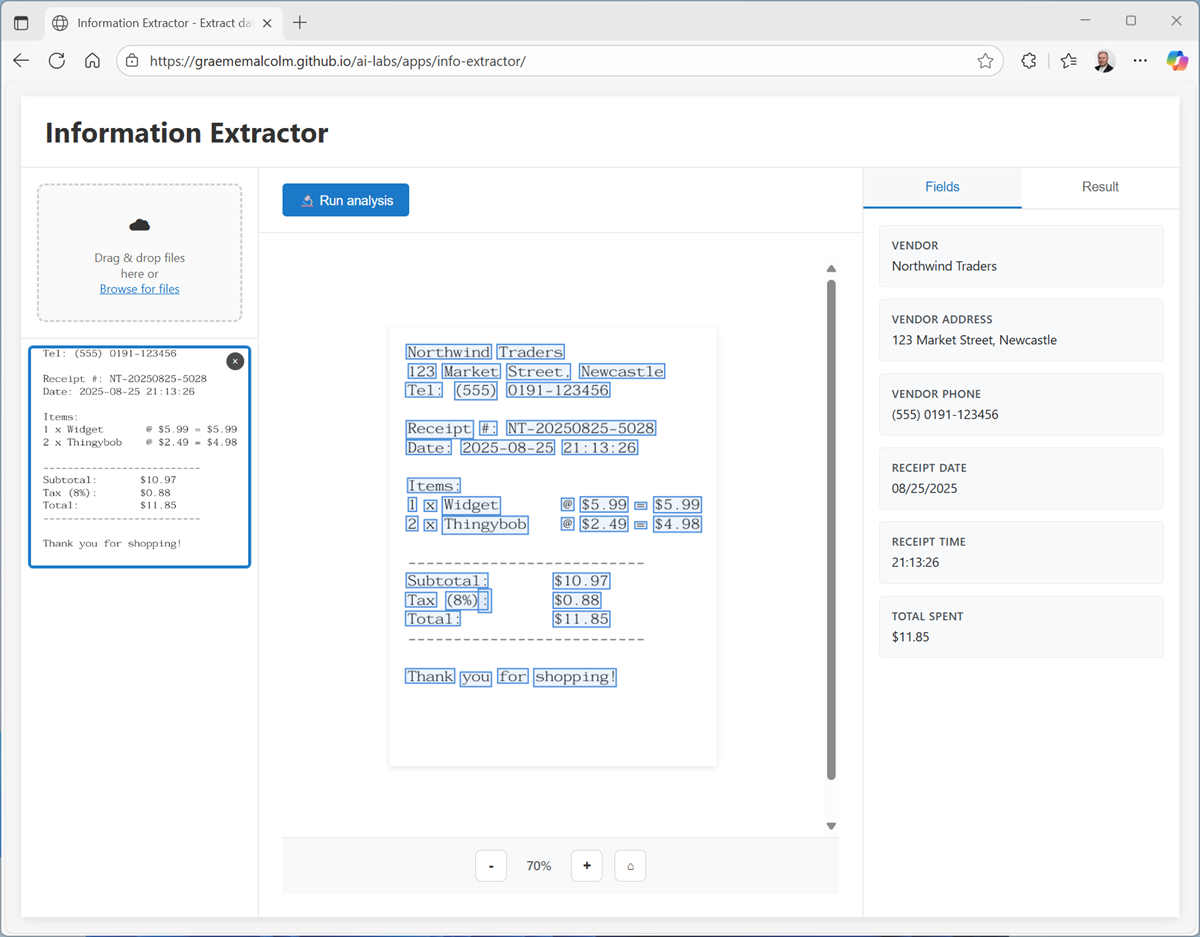 Information Extractor - Extract da
https://graememalcolm.github.io/ai-labs/apps/info-extractor/
Information Extractor
Drag & drop files
here or
Browse for files
Tel: (555) 0191-123456
Receipt #: NT-20250825-5028
Date: 2025-08-25 21:13:26
Items:
1 x Widget @ $5.99 = $5.99
2 x Thingybob @ $2.49 = $4.98
----------------------------
Subtotal: $10.97
Tax (8%): $0.88
Total: $11.85
----------------------------
Thank you for shopping!
Run analysis
Northwind Traders
123 Market Street, Newcastle
Tel: (555) 0191-123456
Receipt #: NT-20250825-5028
Date: 2025-08-25 21:13:26
Items:
1 x Widget @ $5.99 = $5.99
2 x Thingybob @ $2.49 = $4.98
----------------------------
Subtotal: $10.97
Tax (8%): $0.88
Total: $11.85
----------------------------
Thank you for shopping!
- 70% +
Fields Result
VENDOR
Northwind Traders
VENDOR ADDRESS
123 Market Street, Newcastle
VENDOR PHONE
(555) 0191-123456
RECEIPT DATE
08/25/2025
RECEIPT TIME
21:13:26
TOTAL SPENT
$11.85